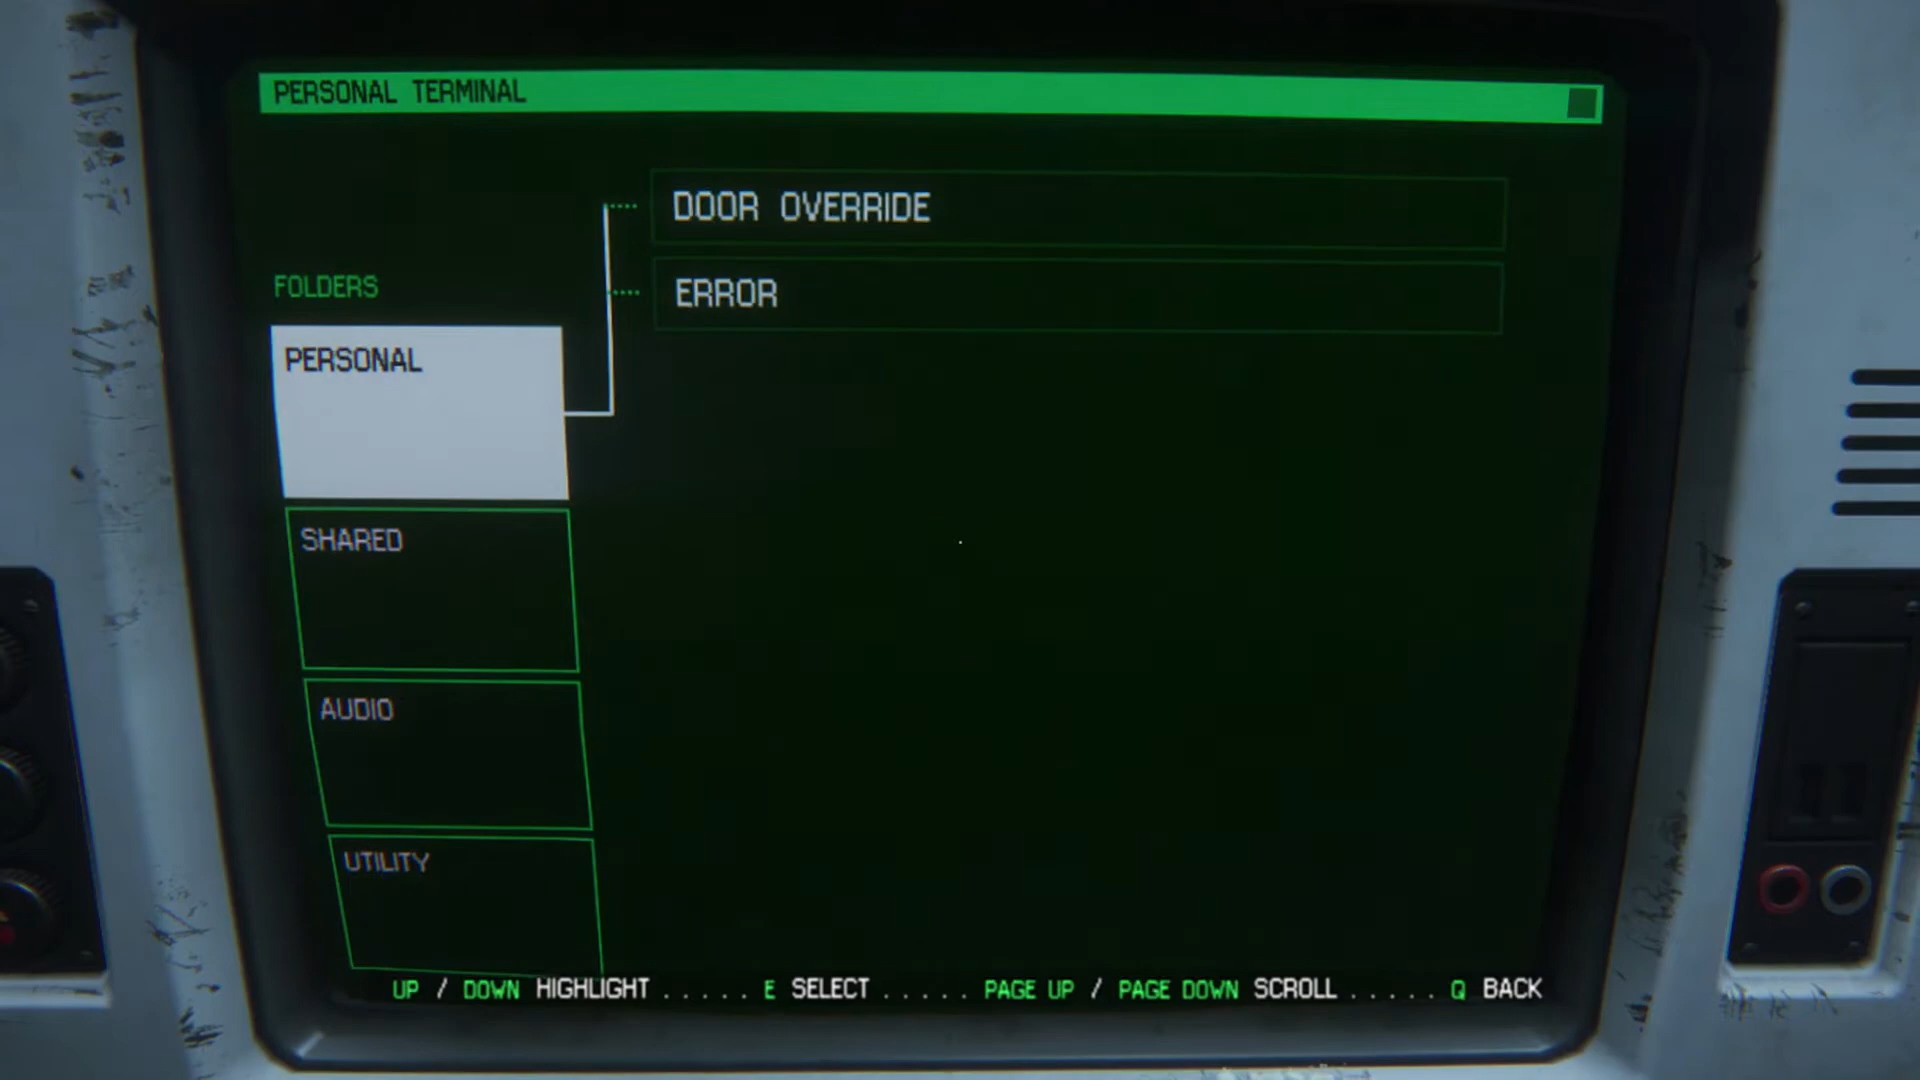 PERSONAL TERMINAL
DOOR OVERRIDE
ERROR
FOLDERS
PERSONAL
SHARED
AUDIO
UTILITY
UP / DOWN HIGHLIGHT ..... E SELECT ..... PAGE UP / PAGE DOWN SCROLL ..... Q BACK